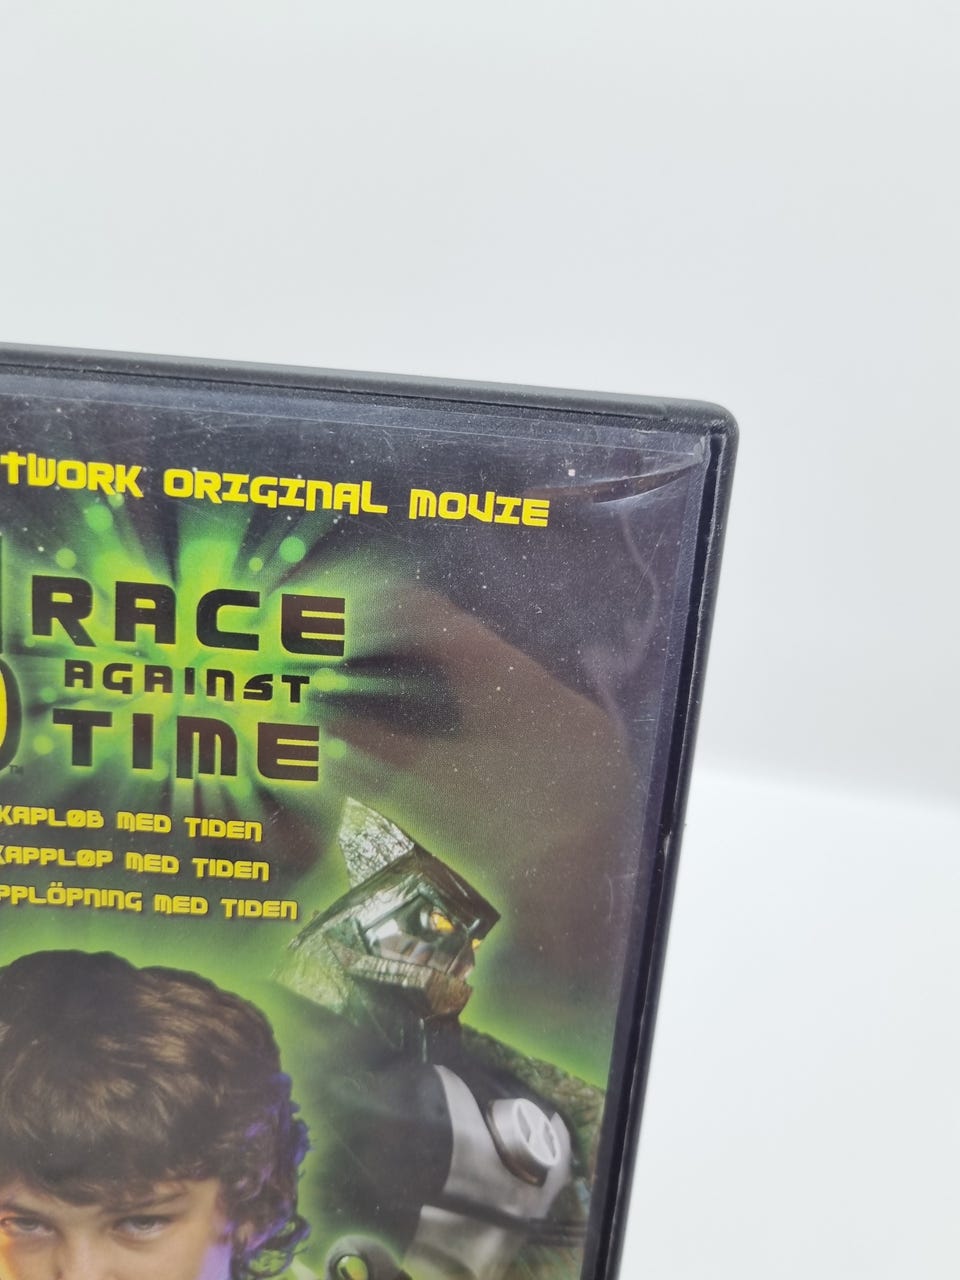 TWORK ORIGINAL MOVIE
RACE
AGAINST
TIME
KAPLØB MED TIDEN
KAPPLØP MED TIDEN
PPLÖPNING MED TIDEN